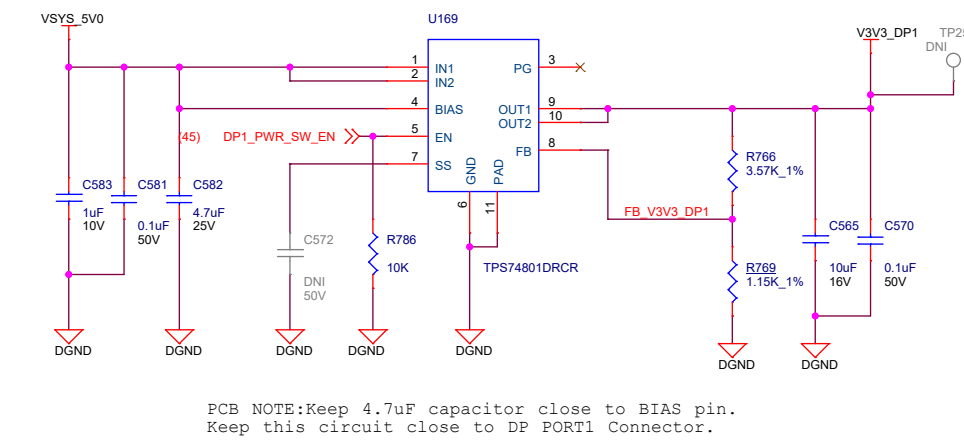 VSYS_5V0
U169
V3V3_DP1
TP25
DNI
1 IN1
2 IN2
4 BIAS
5 EN
7 SS
PG 3
OUT1 9
OUT2 10
FB 8
GND
PAD
6
11
(45) DP1_PWR_SW_EN
C583
1uF
10V
C581
0.1uF
50V
C582
4.7uF
25V
C572
DNI
50V
R786
10K
TPS74801DRCR
FB_V3V3_DP1
R766
3.57K_1%
R769
1.15K_1%
C565
10uF
16V
C570
0.1uF
50V
DGND
DGND
DGND
DGND
DGND
DGND
DGND
PCB NOTE:Keep 4.7uF capacitor close to BIAS pin.
Keep this circuit close to DP PORT1 Connector.